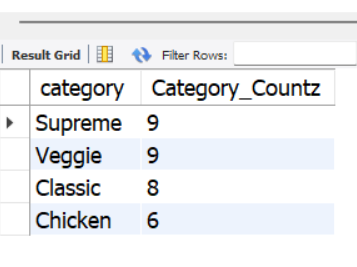 Result Grid Filter Rows:
category Category_Countz
Supreme 9
Veggie 9
Classic 8
Chicken 6